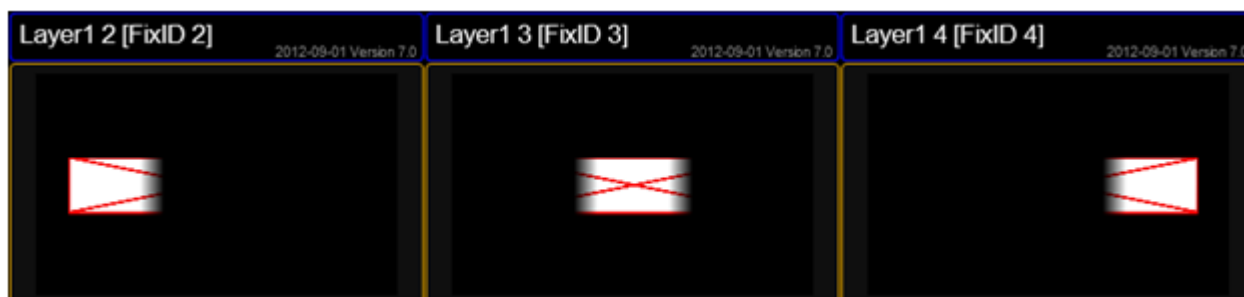 Layer1 2 [FixID 2]
2012-09-01 Version 7.0
Layer1 3 [FixID 3]
2012-09-01 Version 7.0
Layer1 4 [FixID 4]
2012-09-01 Version 7.0